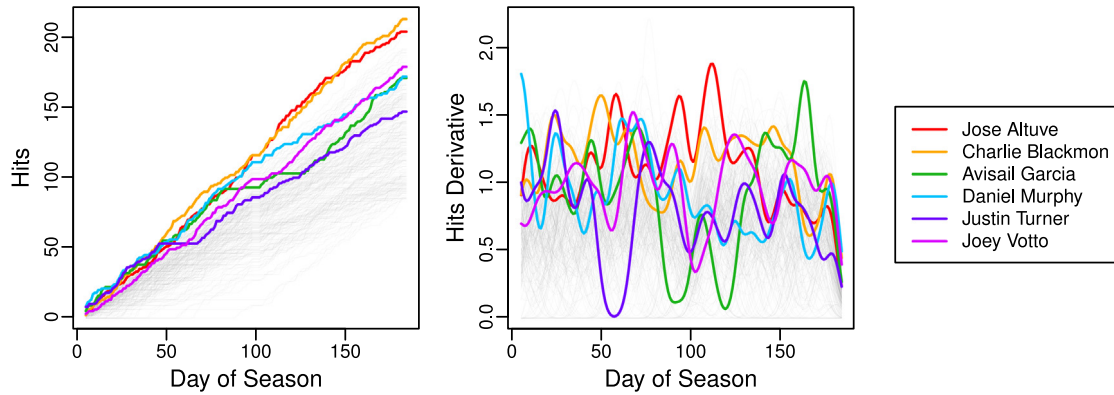 Hits
200
150
100
50
0
0 50 100 150
Day of Season
Hits Derivative
2.0
1.5
1.0
0.5
0.0
0 50 100 150
Day of Season
Jose Altuve
Charlie Blackmon
Avisail Garcia
Daniel Murphy
Justin Turner
Joey Votto